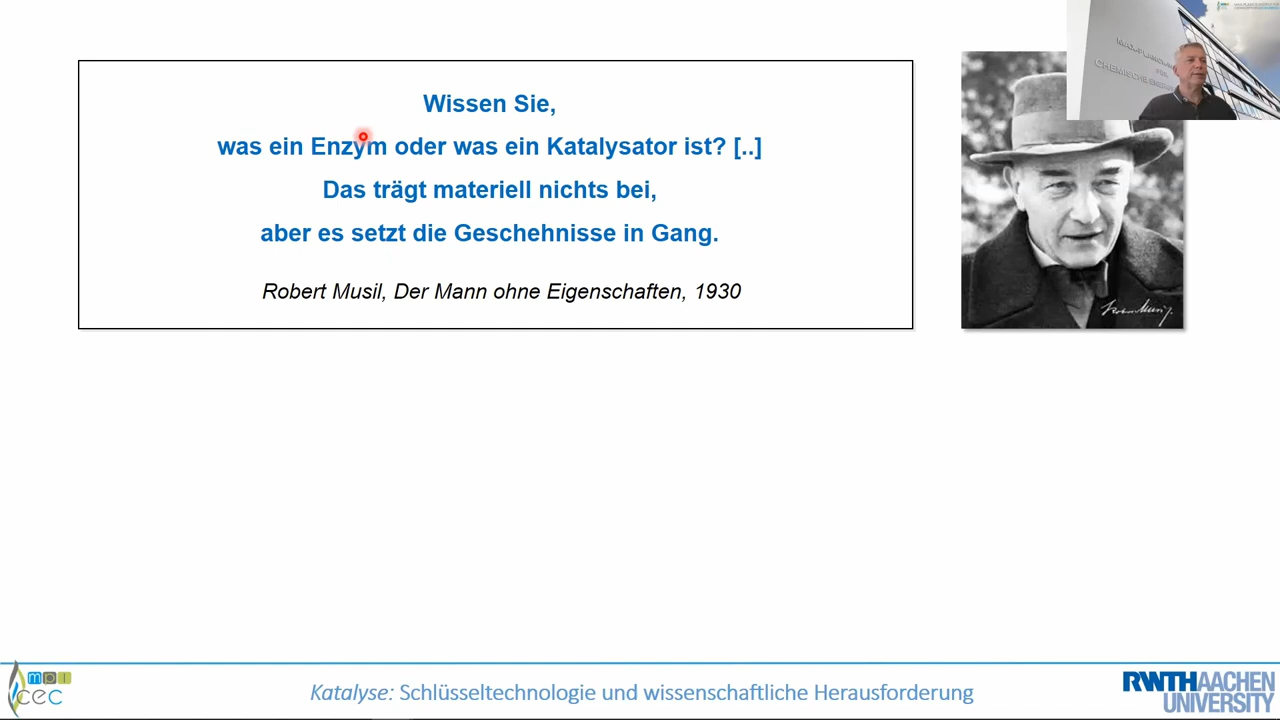 Wissen Sie,
was ein Enzym oder was ein Katalysator ist? [..]
Das trägt materiell nichts bei,
aber es setzt die Geschehnisse in Gang.
Robert Musil, Der Mann ohne Eigenschaften, 1930
mpi
cec
Katalyse: Schlüsseltechnologie und wissenschaftliche Herausforderung
RWTHAACHEN
UNIVERSITY